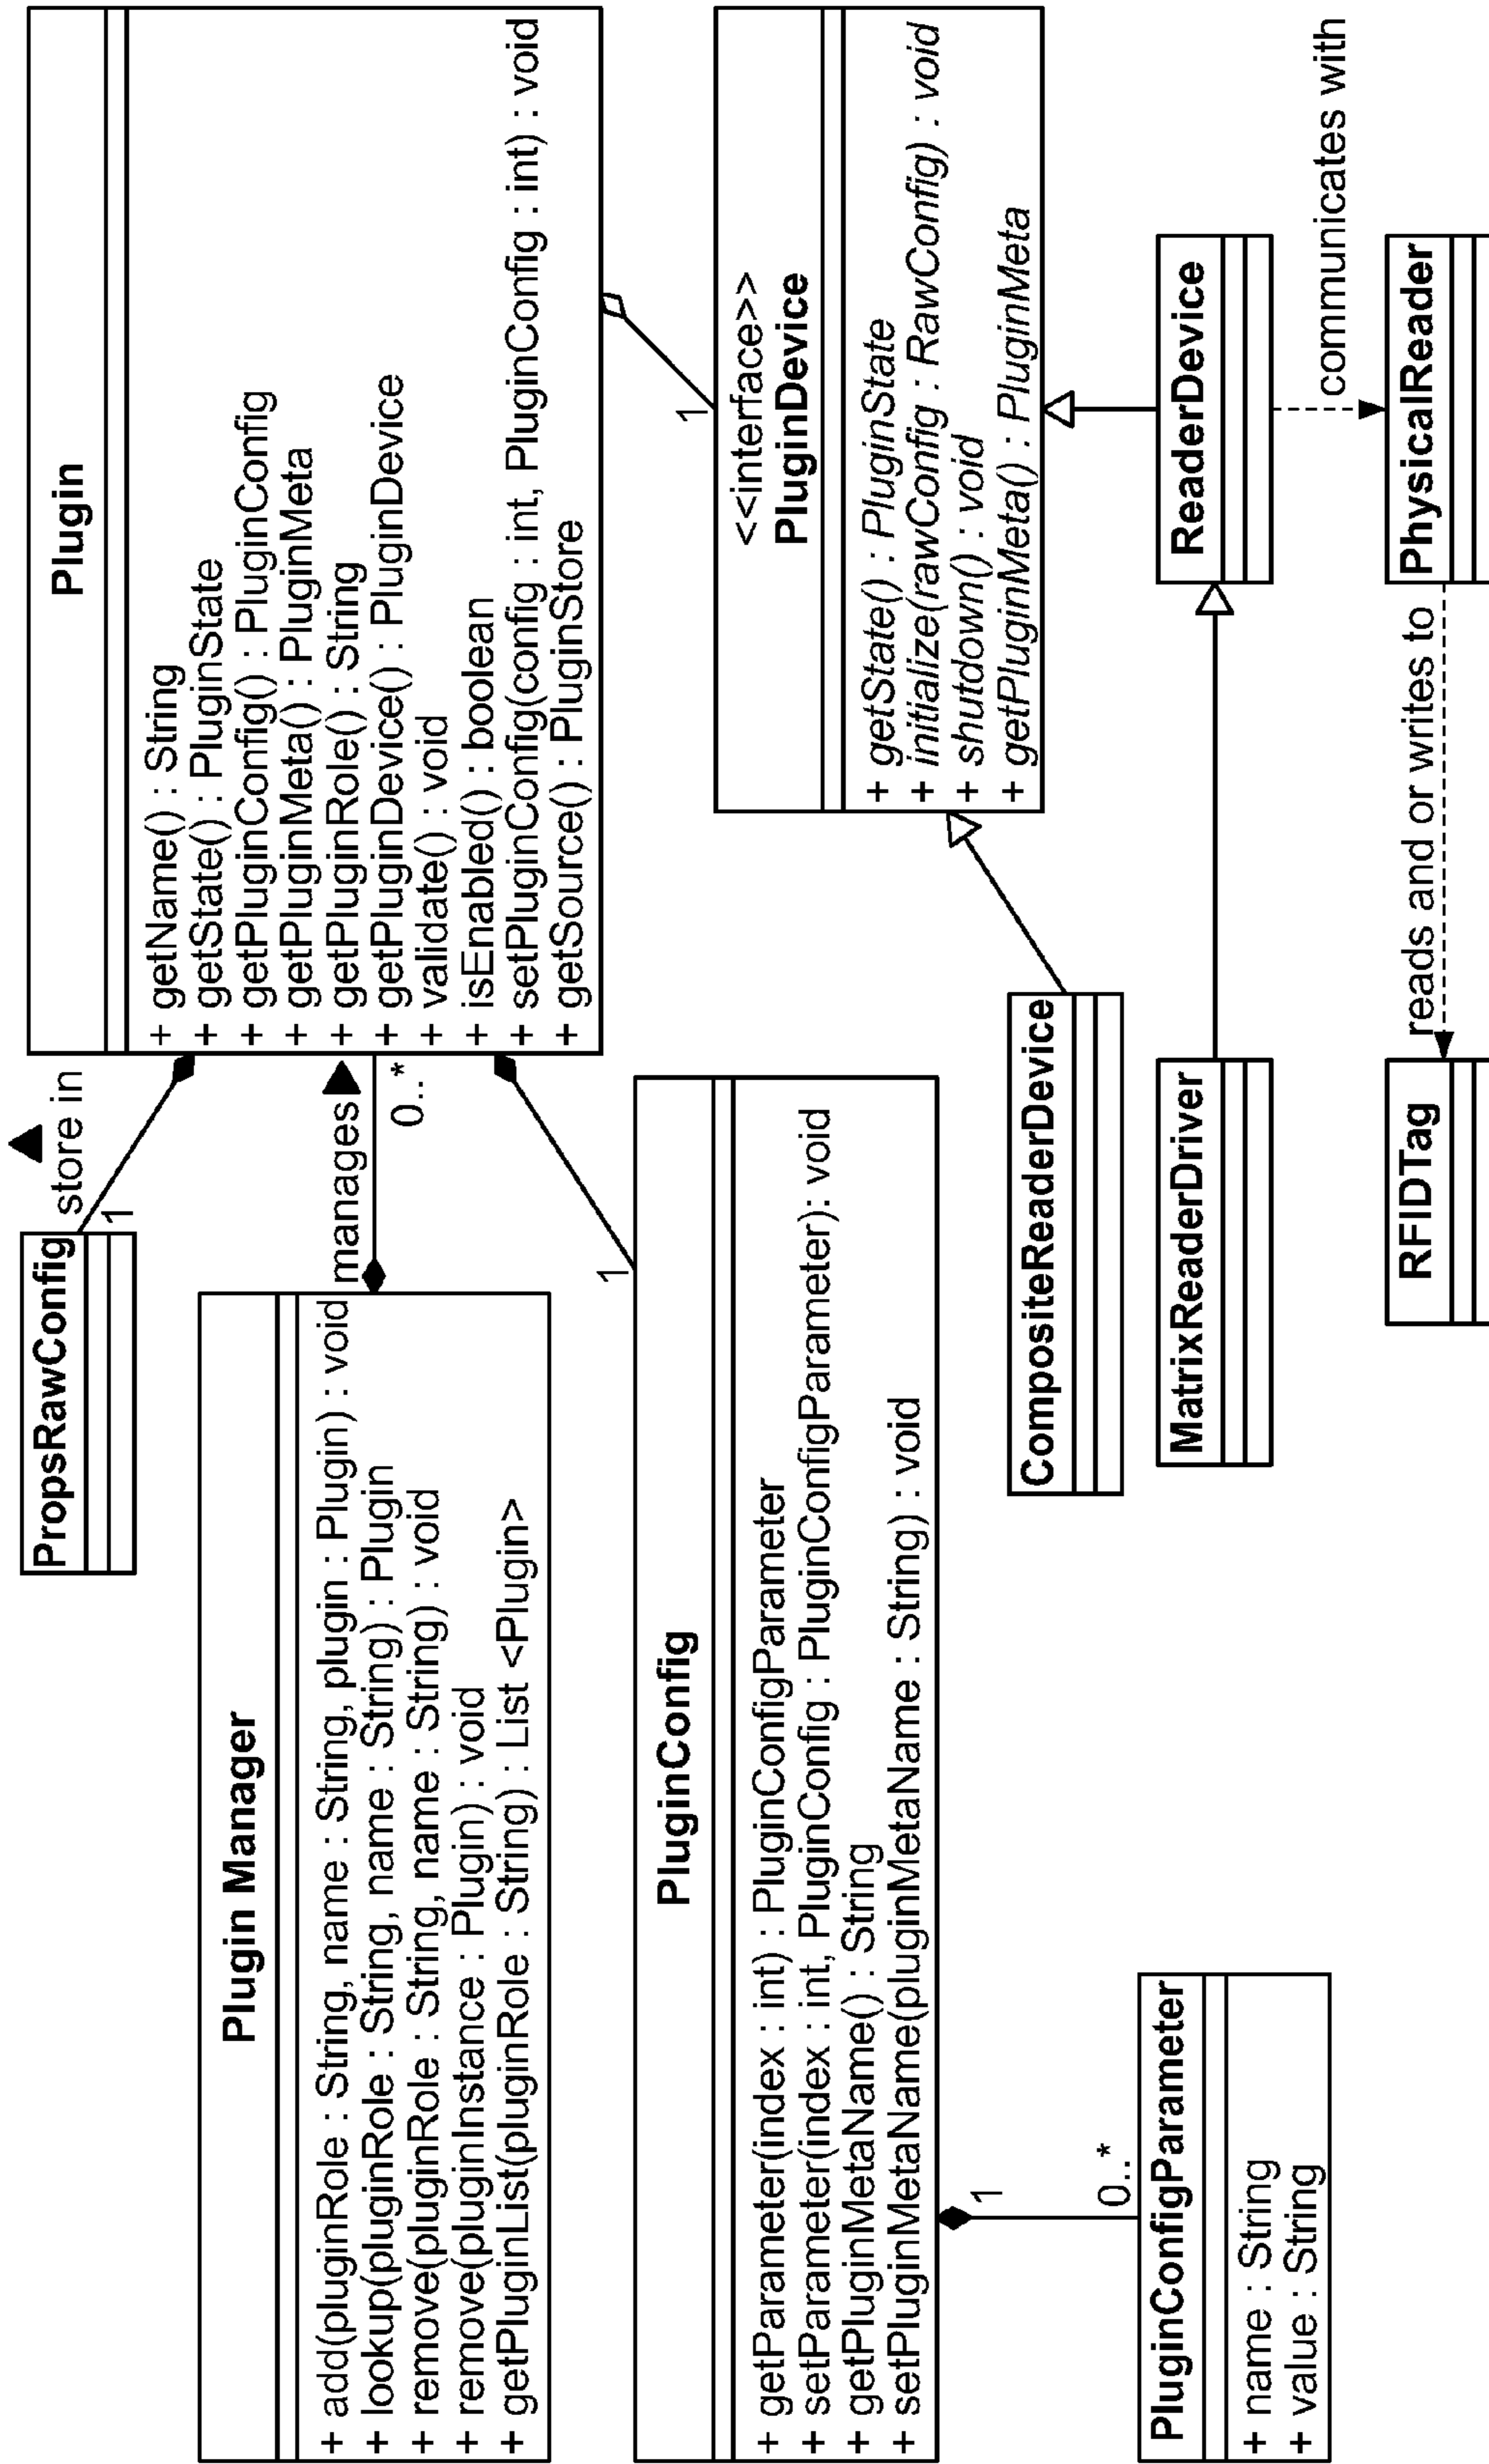 PropsRawConfig
1
store in
Plugin
+ getName() : String
+ getState() : PluginState
+ getPluginConfig() : PluginConfig
+ getPluginMeta() : PluginMeta
+ getPluginRole() : String
+ getPluginDevice() : PluginDevice
+ validate() : void
+ isEnabled() : boolean
+ setPluginConfig(config : int, PluginConfig : int) : void
+ getSource() : PluginStore
Plugin Manager
+ add(pluginRole : String, name : String, plugin : Plugin) : void
+ lookup(pluginRole : String, name : String) : Plugin
+ remove(pluginRole : String, name : String) : void
+ remove(pluginInstance : Plugin) : void
+ getPluginList(pluginRole : String) : List <Plugin>
manages
0..*
1
1
PluginConfig
+ getParameter(index : int) : PluginConfigParameter
+ setParameter(index : int, PluginConfig : PluginConfigParameter): void
+ getPluginMetaName() : String
+ setPluginMetaName(pluginMetaName : String) : void
<<interface>>
PluginDevice
+ getState() : PluginState
+ initialize(rawConfig : RawConfig) : void
+ shutdown() : void
+ getPluginMeta() : PluginMeta
1
0..*
CompositeReaderDevice
PluginConfigParameter
+ name : String
+ value : String
MatrixReaderDriver
ReaderDevice
communicates with
RFIDTag
reads and or writes to
PhysicalReader